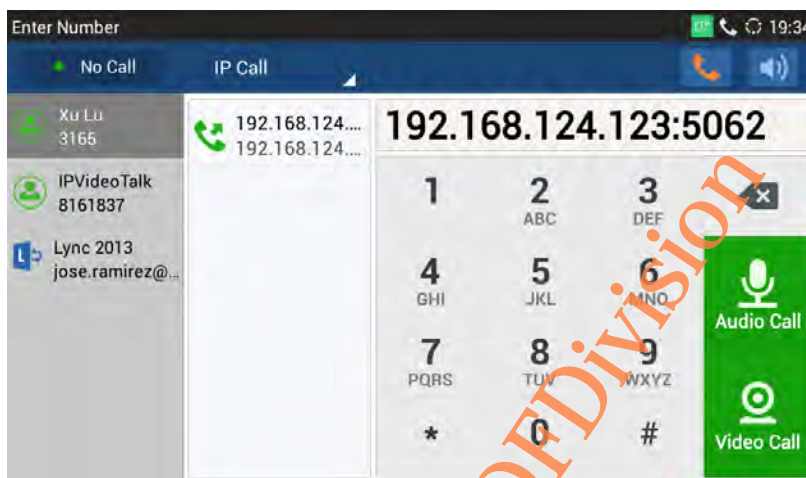 Enter Number
19:34
No Call
IP Call
Xu Lu
3165
IPVideoTalk
8161837
Lync 2013
jose.ramirez@...
192.168.124....
192.168.124....
192.168.124.123:5062
1
2
ABC
3
DEF
4
GHI
5
JKL
6
MNO
7
PQRS
8
TUV
9
WXYZ
*
0
#
Audio Call
Video Call
OFDivision